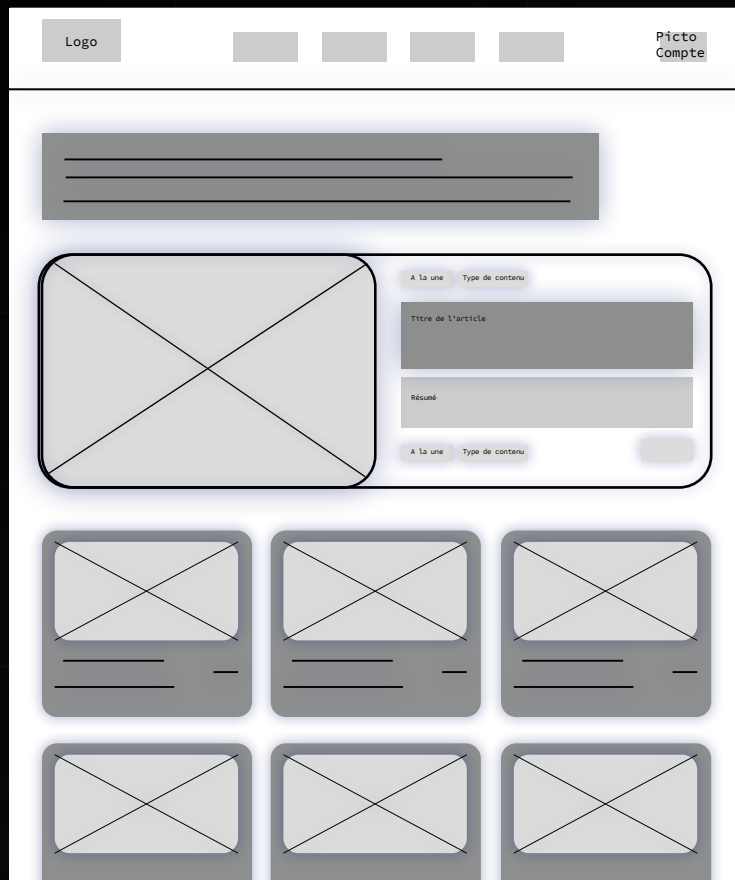 Logo
Picto
Compte
A la une Type de contenu
Titre de l'article
Résumé
A la une Type de contenu